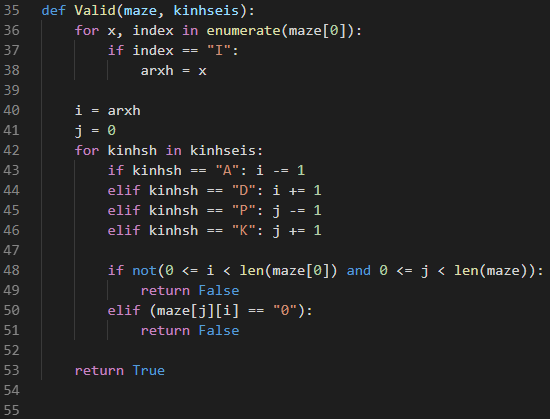 35 def Valid(maze, kinhseis):
36     for x, index in enumerate(maze[0]):
37         if index == "I":
38             arxh = x
39
40     i = arxh
41     j = 0
42     for kinhsh in kinhseis:
43         if kinhsh == "A": i -= 1
44         elif kinhsh == "D": i += 1
45         elif kinhsh == "P": j -= 1
46         elif kinhsh == "K": j += 1
47
48         if not(0 <= i < len(maze[0]) and 0 <= j < len(maze)):
49             return False
50         elif (maze[j][i] == "0"):
51             return False
52
53     return True
54
55